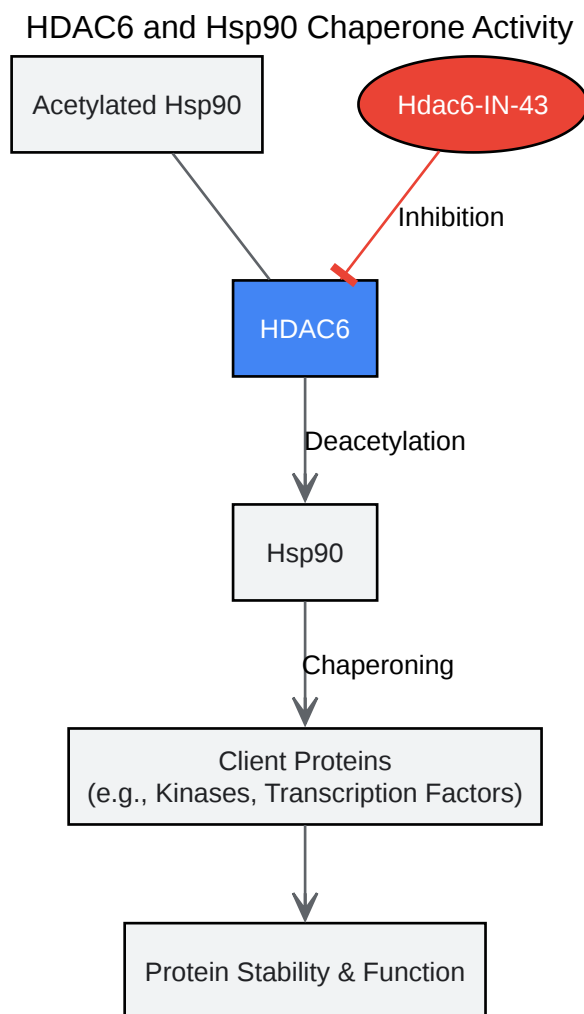 HDAC6 and Hsp90 Chaperone Activity
Acetylated Hsp90
Hdac6-IN-43
Inhibition
HDAC6
Deacetylation
Hsp90
Chaperoning
Client Proteins
(e.g., Kinases, Transcription Factors)
Protein Stability & Function